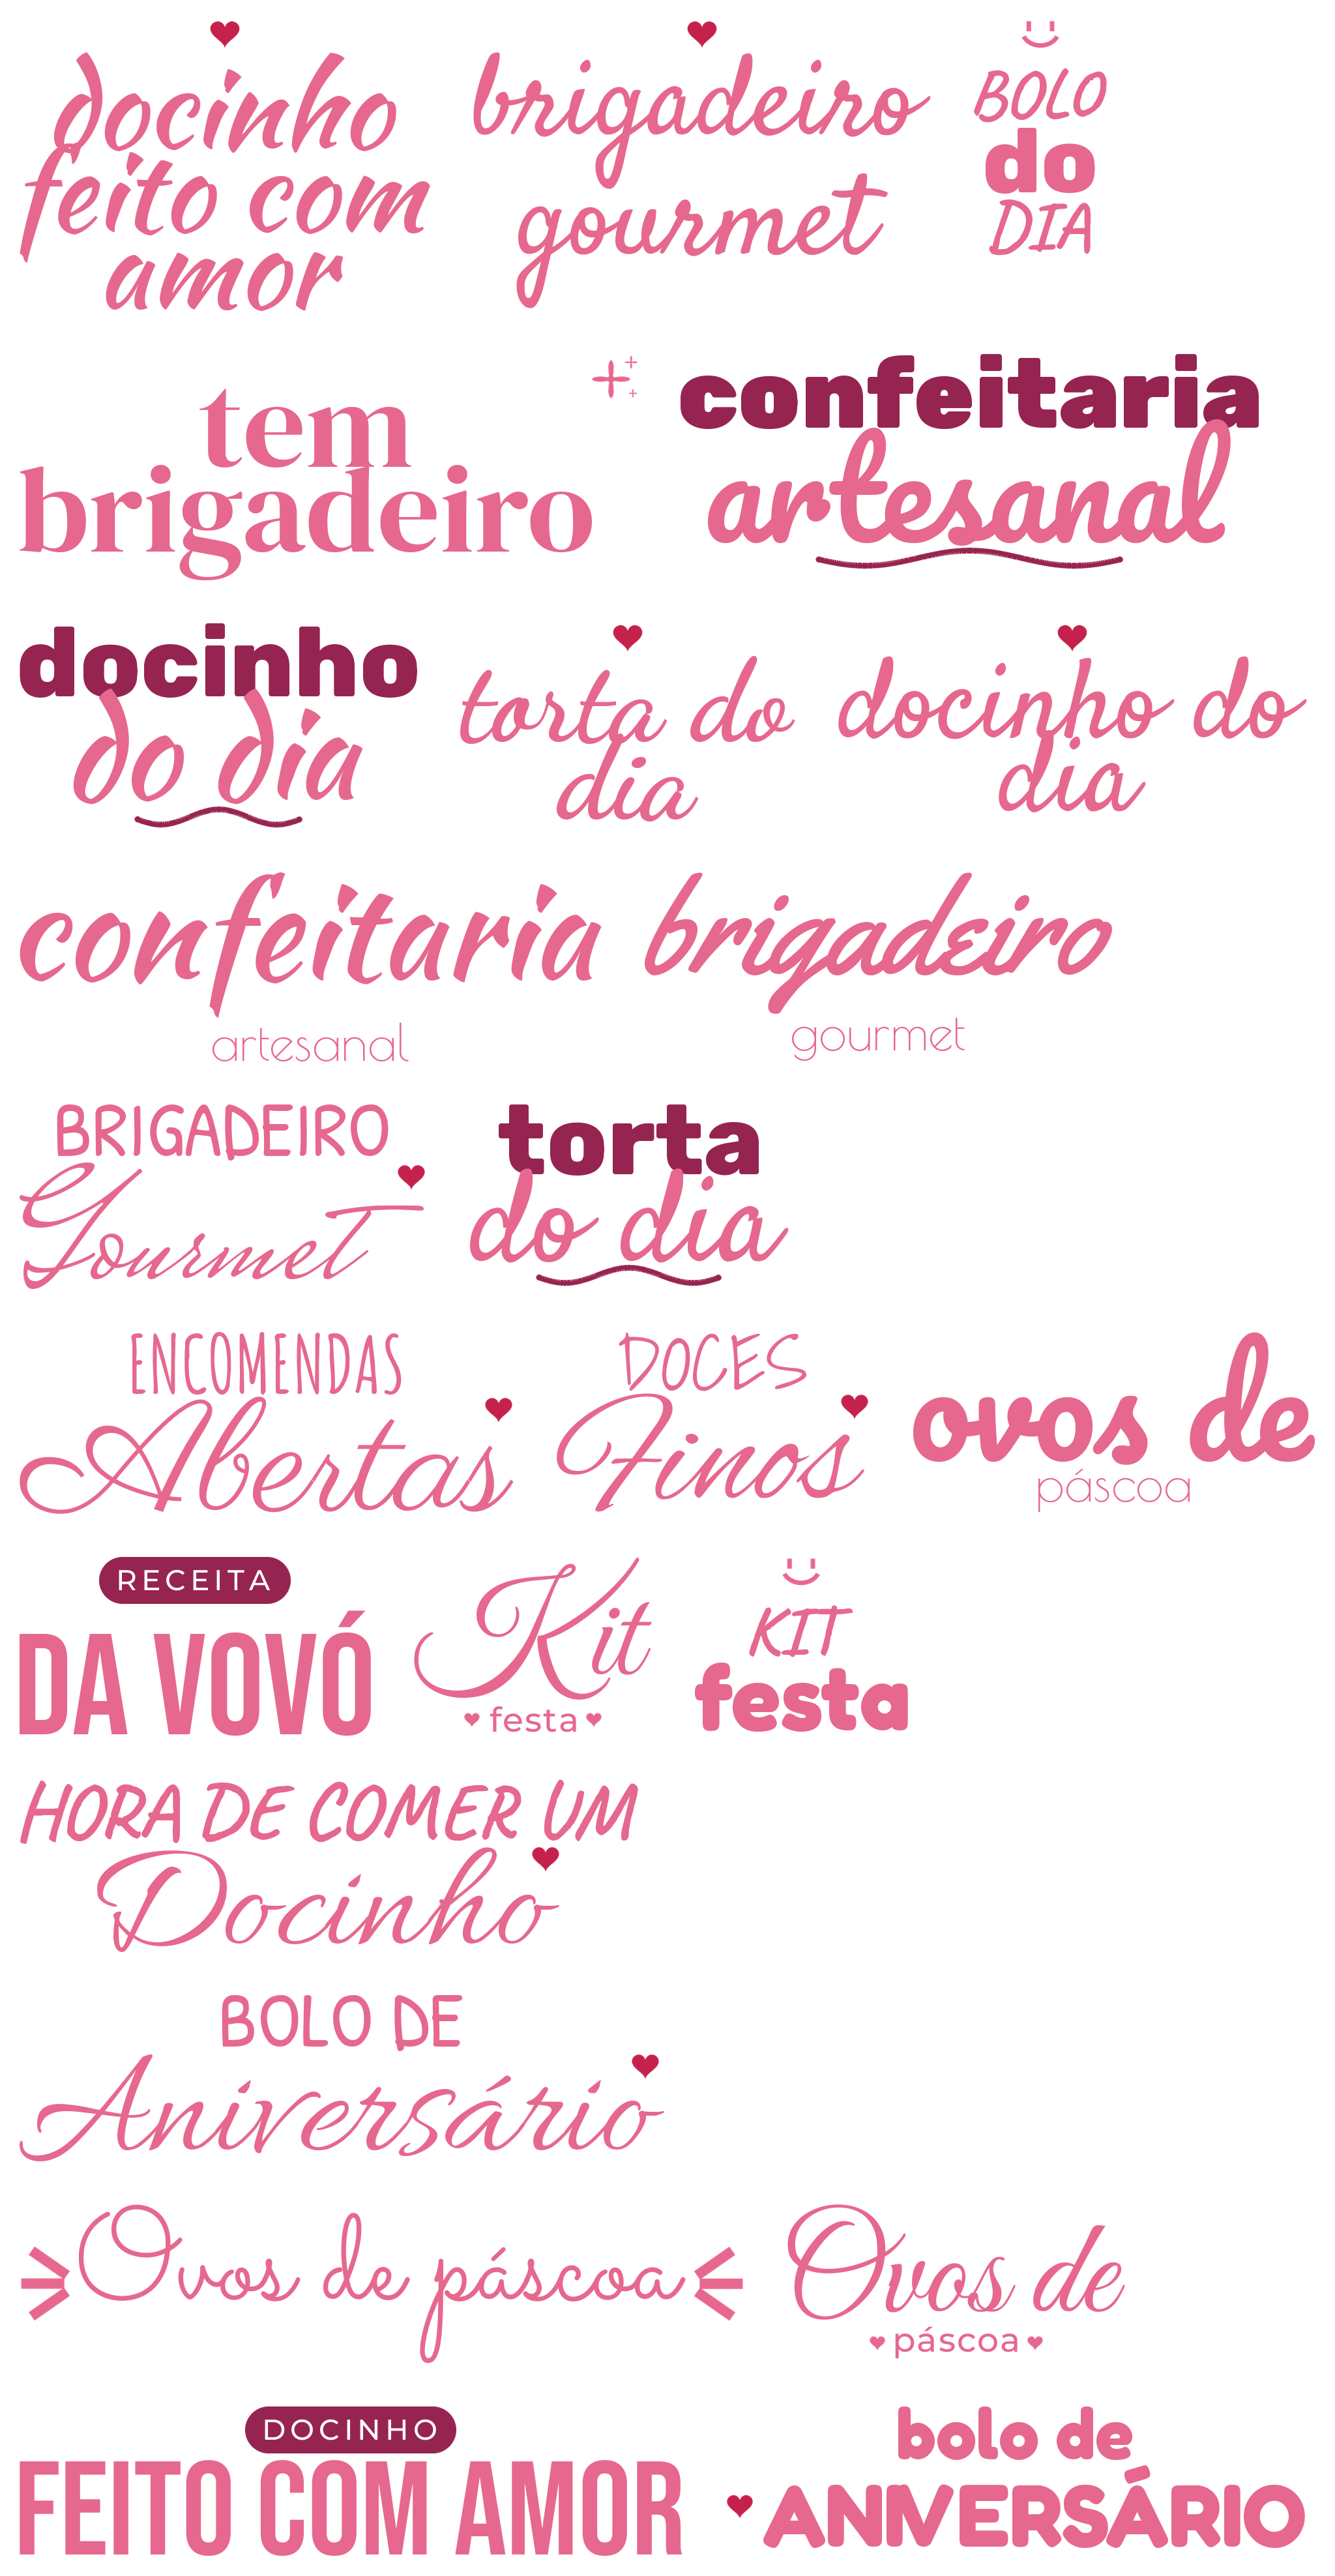 docinho
feito com
amor
brigadeiro
gourmet
BOLO
do
DIA
tem
brigadeiro
confeitaria
artesanal
docinho
do dia
torta do
dia
docinho do
dia
confeitaria
artesanal
brigadeiro
gourmet
BRIGADEIRO
Gourmet
torta
do dia
ENCOMENDAS
Abertas
DOCES
Finos
ovos de
páscoa
RECEITA
DA VOVÓ
Kit
festa
KIT
festa
HORA DE COMER UM
Docinho
BOLO DE
Aniversário
Ovos de páscoa
Ovos de
páscoa
DOCINHO
FEITO COM AMOR
bolo de
ANIVERSÁRIO